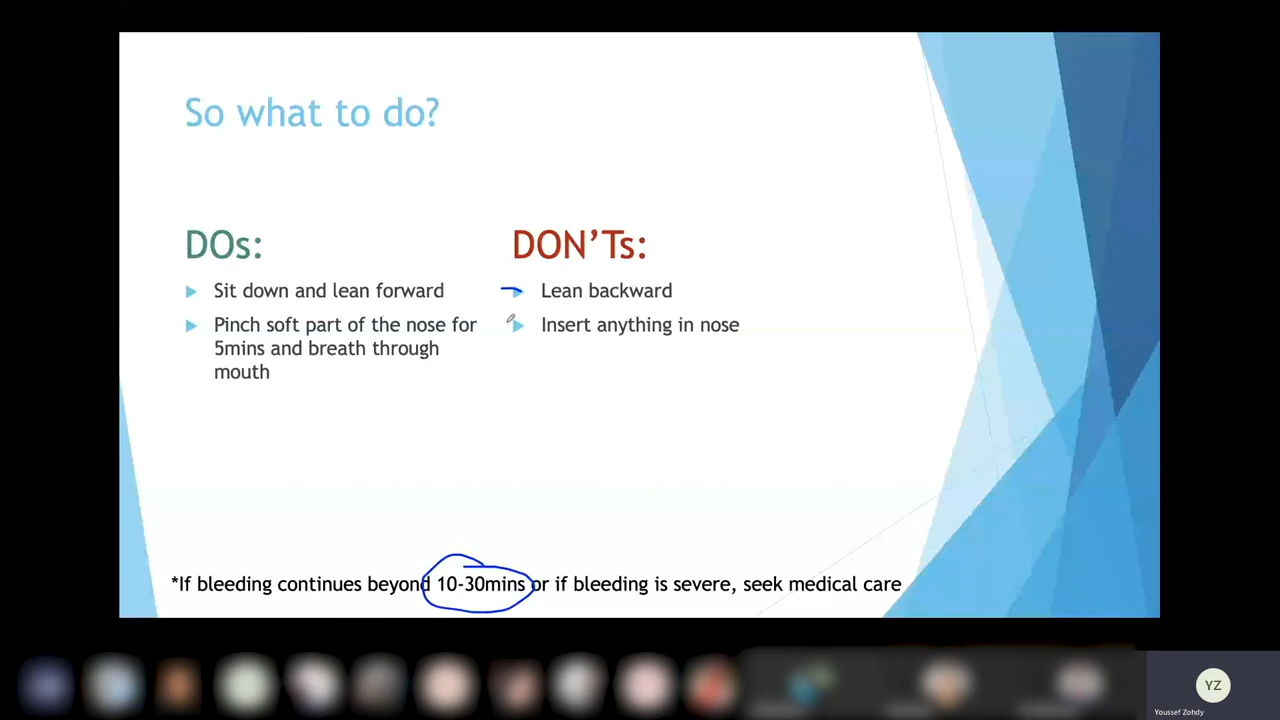 So what to do?
DOs:
Sit down and lean forward
Pinch soft part of the nose for
5mins and breath through
mouth
DON’Ts:
Lean backward
Insert anything in nose
*If bleeding continues beyond 10-30mins or if bleeding is severe, seek medical care
YZ
Youssef Zohdy